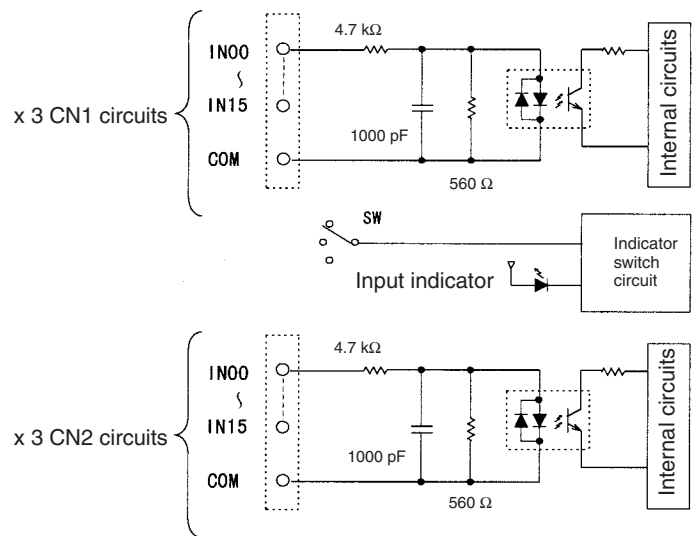 4.7 kΩ
IN00
IN15
x 3 CN1 circuits
1000 pF
COM
560 Ω
Internal circuits
SW
Indicator
switch
circuit
Input indicator
4.7 kΩ
IN00
IN15
x 3 CN2 circuits
1000 pF
COM
560 Ω
Internal circuits